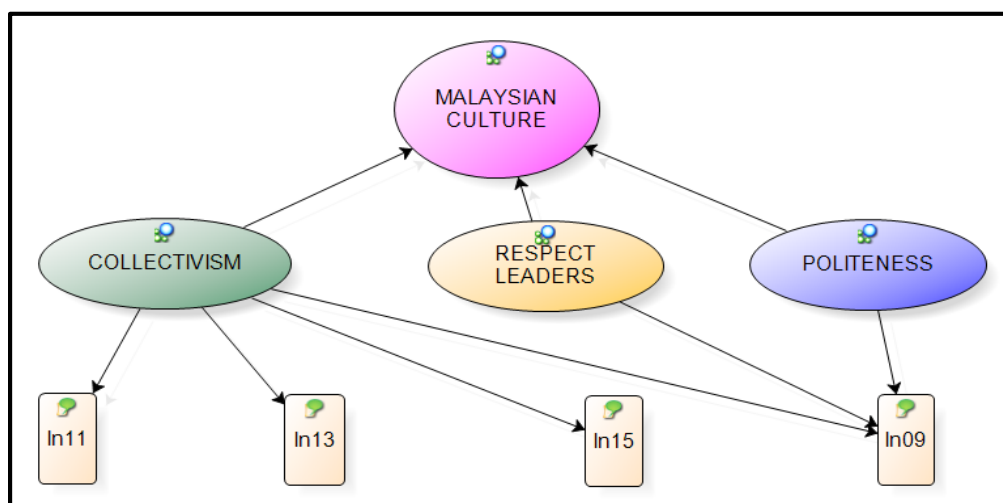 MALAYSIAN
CULTURE
COLLECTIVISM
RESPECT
LEADERS
POLITENESS
In11
In13
In15
In09